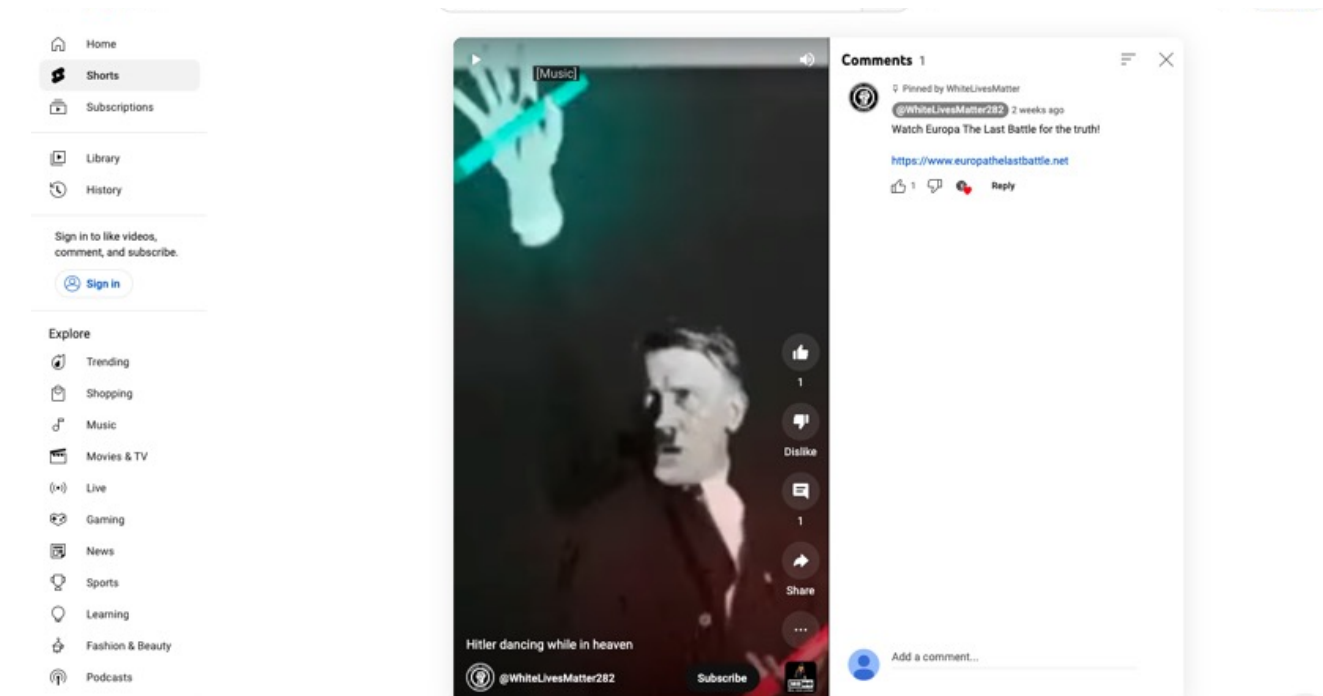 Home
Shorts
Subscriptions
Library
History
Sign in to like videos,
comment, and subscribe.
Sign in
Explore
Trending
Shopping
Music
Movies & TV
Live
Gaming
News
Sports
Learning
Fashion & Beauty
Podcasts
[Music]
1
Dislike
1
Share
Hitler dancing while in heaven
@WhiteLivesMatter282
Subscribe
Comments 1
Pinned by WhiteLivesMatter
@WhiteLivesMatter282 2 weeks ago
Watch Europa The Last Battle for the truth!
https://www.europathelastbattle.net
1 Reply
Add a comment...